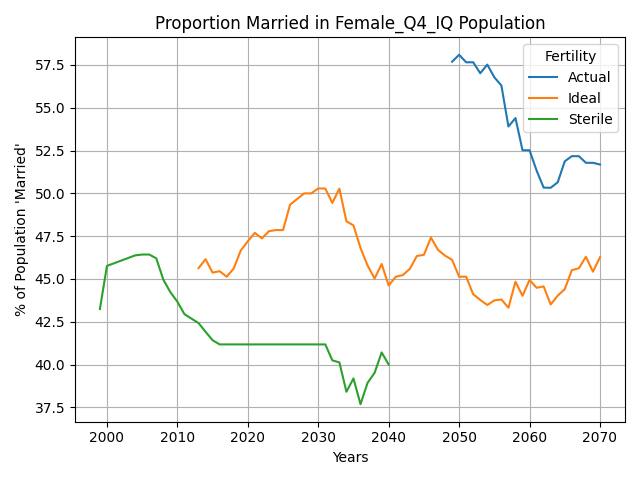 Proportion Married in Female_Q4_IQ Population
% of Population 'Married'
57.5
55.0
52.5
50.0
47.5
45.0
42.5
40.0
37.5
Fertility
Actual
Ideal
Sterile
2000 2010 2020 2030 2040 2050 2060 2070
Years